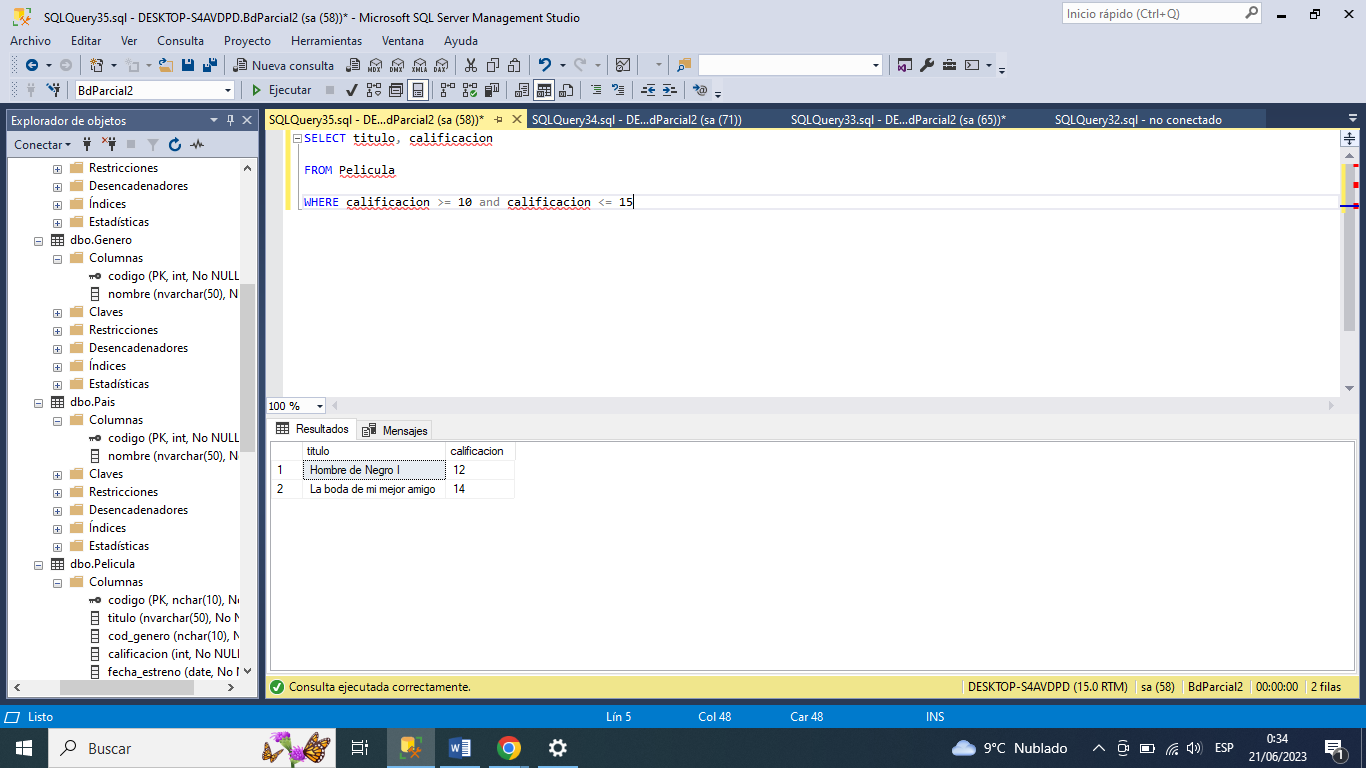 SQLQuery35.sql - DESKTOP-S4AVDPD.BdParcial2 (sa (58))* - Microsoft SQL Server Management Studio
Inicio rápido (Ctrl+Q)
Archivo Editar Ver Consulta Proyecto Herramientas Ventana Ayuda
Nueva consulta MDX DMX XMLA DAX
BdParcial2 Ejecutar
Explorador de objetos
Conectar
Restricciones
Desencadenadores
Índices
Estadísticas
dbo.Genero
Columnas
codigo (PK, int, No NULL
nombre (nvarchar(50), N
Claves
Restricciones
Desencadenadores
Índices
Estadísticas
dbo.Pais
Columnas
codigo (PK, int, No NULL
nombre (nvarchar(50), N
Claves
Restricciones
Desencadenadores
Índices
Estadísticas
dbo.Pelicula
Columnas
codigo (PK, nchar(10), No
titulo (nvarchar(50), No N
cod_genero (nchar(10), N
calificacion (int, No NULL
fecha_estreno (date, No N
SQLQuery35.sql - DE...dParcial2 (sa (58))* SQLQuery34.sql - DE...dParcial2 (sa (71)) SQLQuery33.sql - DE...dParcial2 (sa (65))* SQLQuery32.sql - no conectado
SELECT titulo, calificacion
FROM Pelicula
WHERE calificacion >= 10 and calificacion <= 15
100 %
Resultados Mensajes
titulo calificacion
1 Hombre de Negro I 12
2 La boda de mi mejor amigo 14
Consulta ejecutada correctamente. DESKTOP-S4AVDPD (15.0 RTM) sa (58) BdParcial2 00:00:00 2 filas
Listo Lín 5 Col 48 Car 48 INS
Buscar 9°C Nublado ESP 0:34
21/06/2023 1